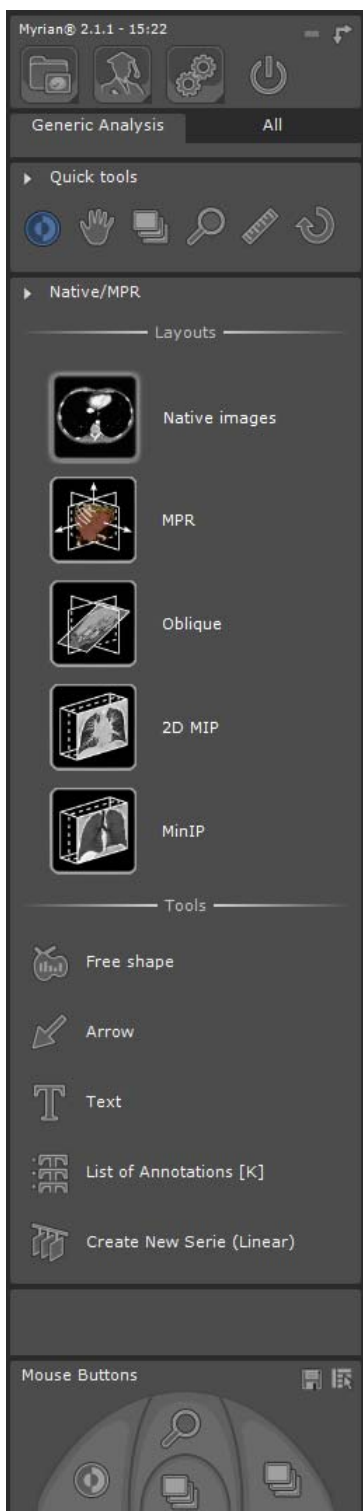 Myrian® 2.1.1 - 15:22
Generic Analysis All
Quick tools
Native/MPR
Layouts
Native images
MPR
Oblique
2D MIP
MinIP
Tools
Free shape
Arrow
Text
List of Annotations [K]
Create New Serie (Linear)
Mouse Buttons